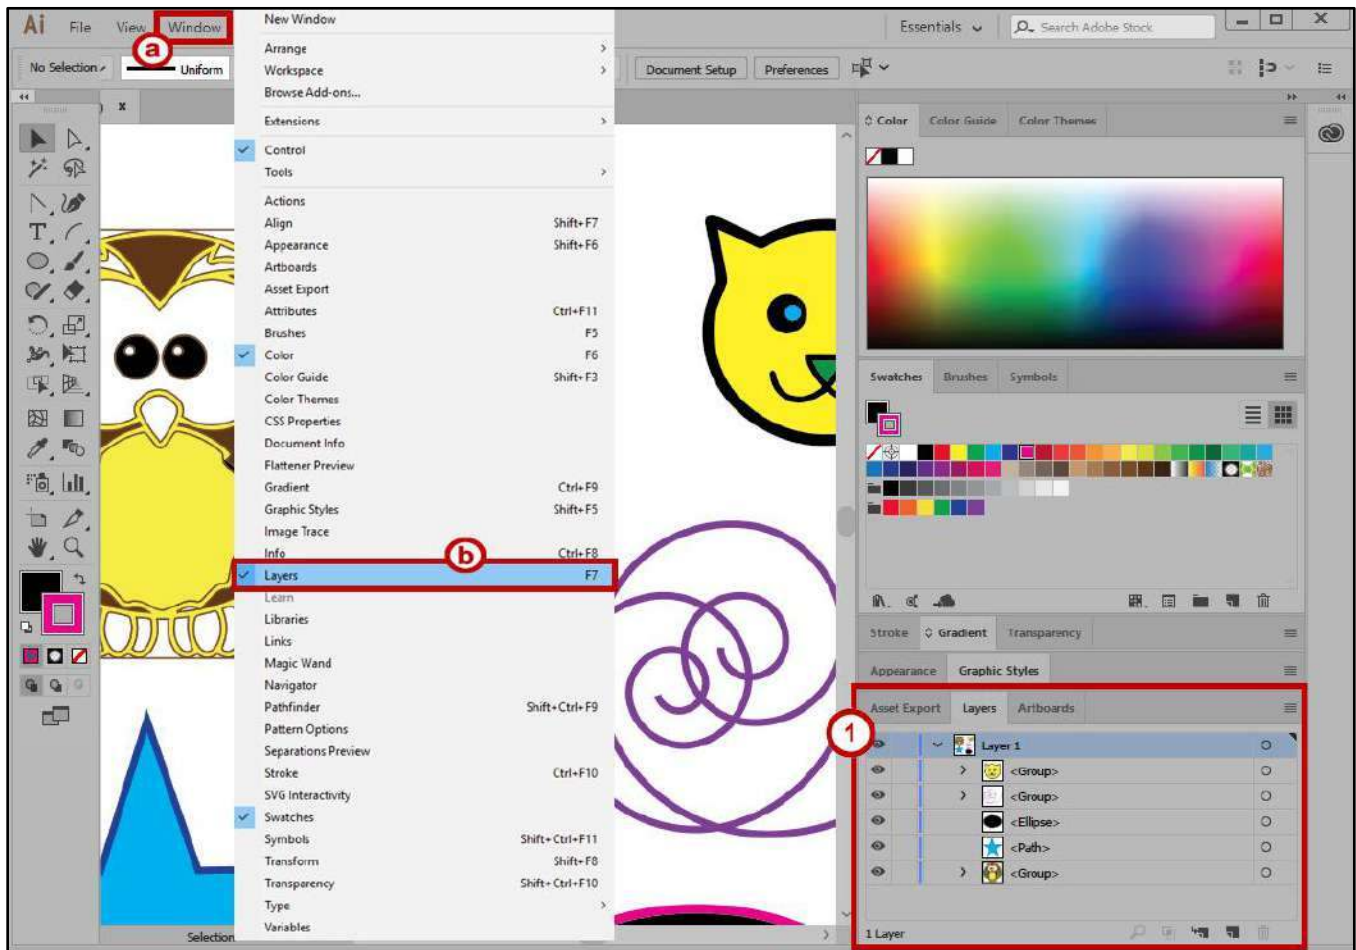 Ai File View Window
Essentials
Search Adobe Stock
a
No Selection
Uniform
Document Setup
Preferences
New Window
Arrange
Workspace
Browse Add-ons...
Extensions
Control
Tools
Actions
Align Shift+F7
Appearance Shift+F6
Artboards
Asset Export
Attributes Ctrl+F11
Brushes F5
Color F6
Color Guide Shift+F3
Color Themes
CSS Properties
Document Info
Flattener Preview
Gradient Ctrl+F9
Graphic Styles Shift+F5
Image Trace
Info Ctrl+F8
b
Layers F7
Learn
Libraries
Links
Magic Wand
Navigator
Pathfinder Shift+Ctrl+F9
Pattern Options
Separations Preview
Stroke Ctrl+F10
SVG Interactivity
Swatches
Symbols Shift+Ctrl+F11
Transform Shift+F8
Transparency Shift+Ctrl+F10
Type
Variables
Selection
Color Color Guide Color Themes
Swatches Brushes Symbols
Stroke Gradient Transparency
Appearance Graphic Styles
Asset Export Layers Artboards
1
Layer 1
<Group>
<Group>
<Ellipse>
<Path>
<Group>
1 Layer